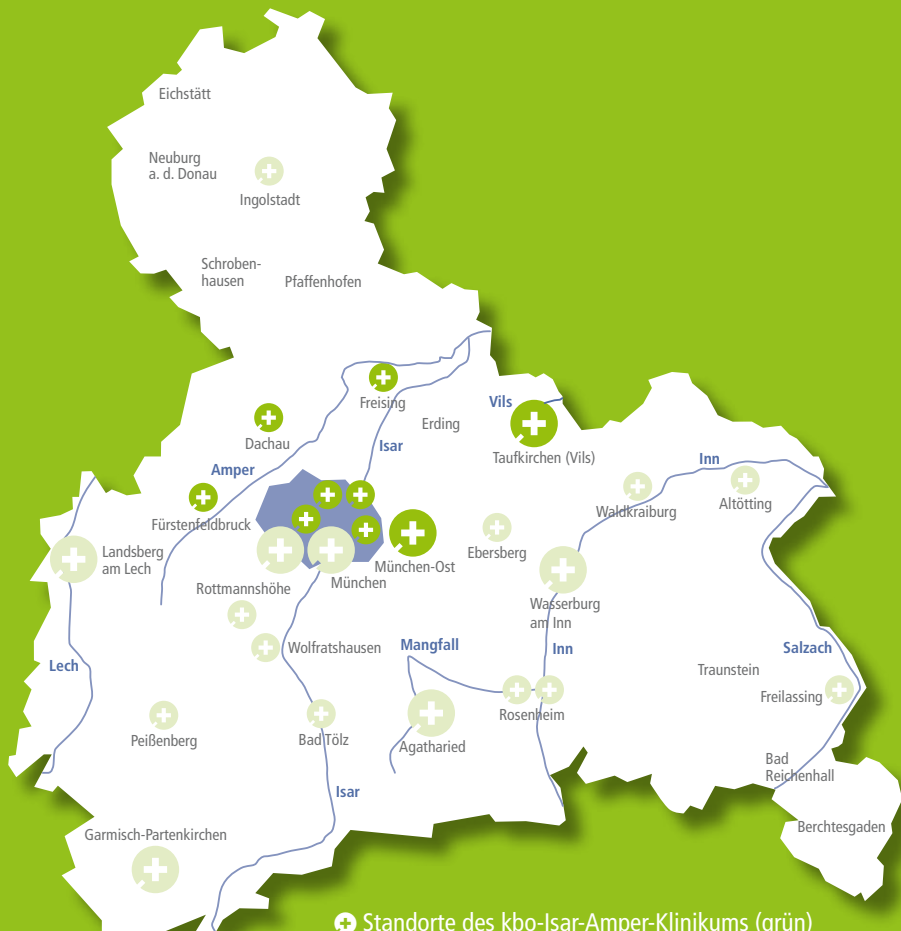 Eichstätt
Neuburg
a. d. Donau
Ingolstadt
Schroben-
hausen
Pfaffenhofen
Freising
Vils
Erding
Dachau
Isar
Taufkirchen (Vils)
Inn
Amper
Altötting
Waldkraiburg
Fürstenfeldbruck
Ebersberg
Landsberg
am Lech
München-Ost
München
Rottmannshöhe
Wasserburg
am Inn
Wolfratshausen
Mangfall
Inn
Salzach
Lech
Traunstein
Freilassing
Rosenheim
Peißenberg
Bad Tölz
Agatharied
Bad
Reichenhall
Isar
Berchtesgaden
Garmisch-Partenkirchen
Standorte des kbo-Isar-Amper-Klinikums (grün)